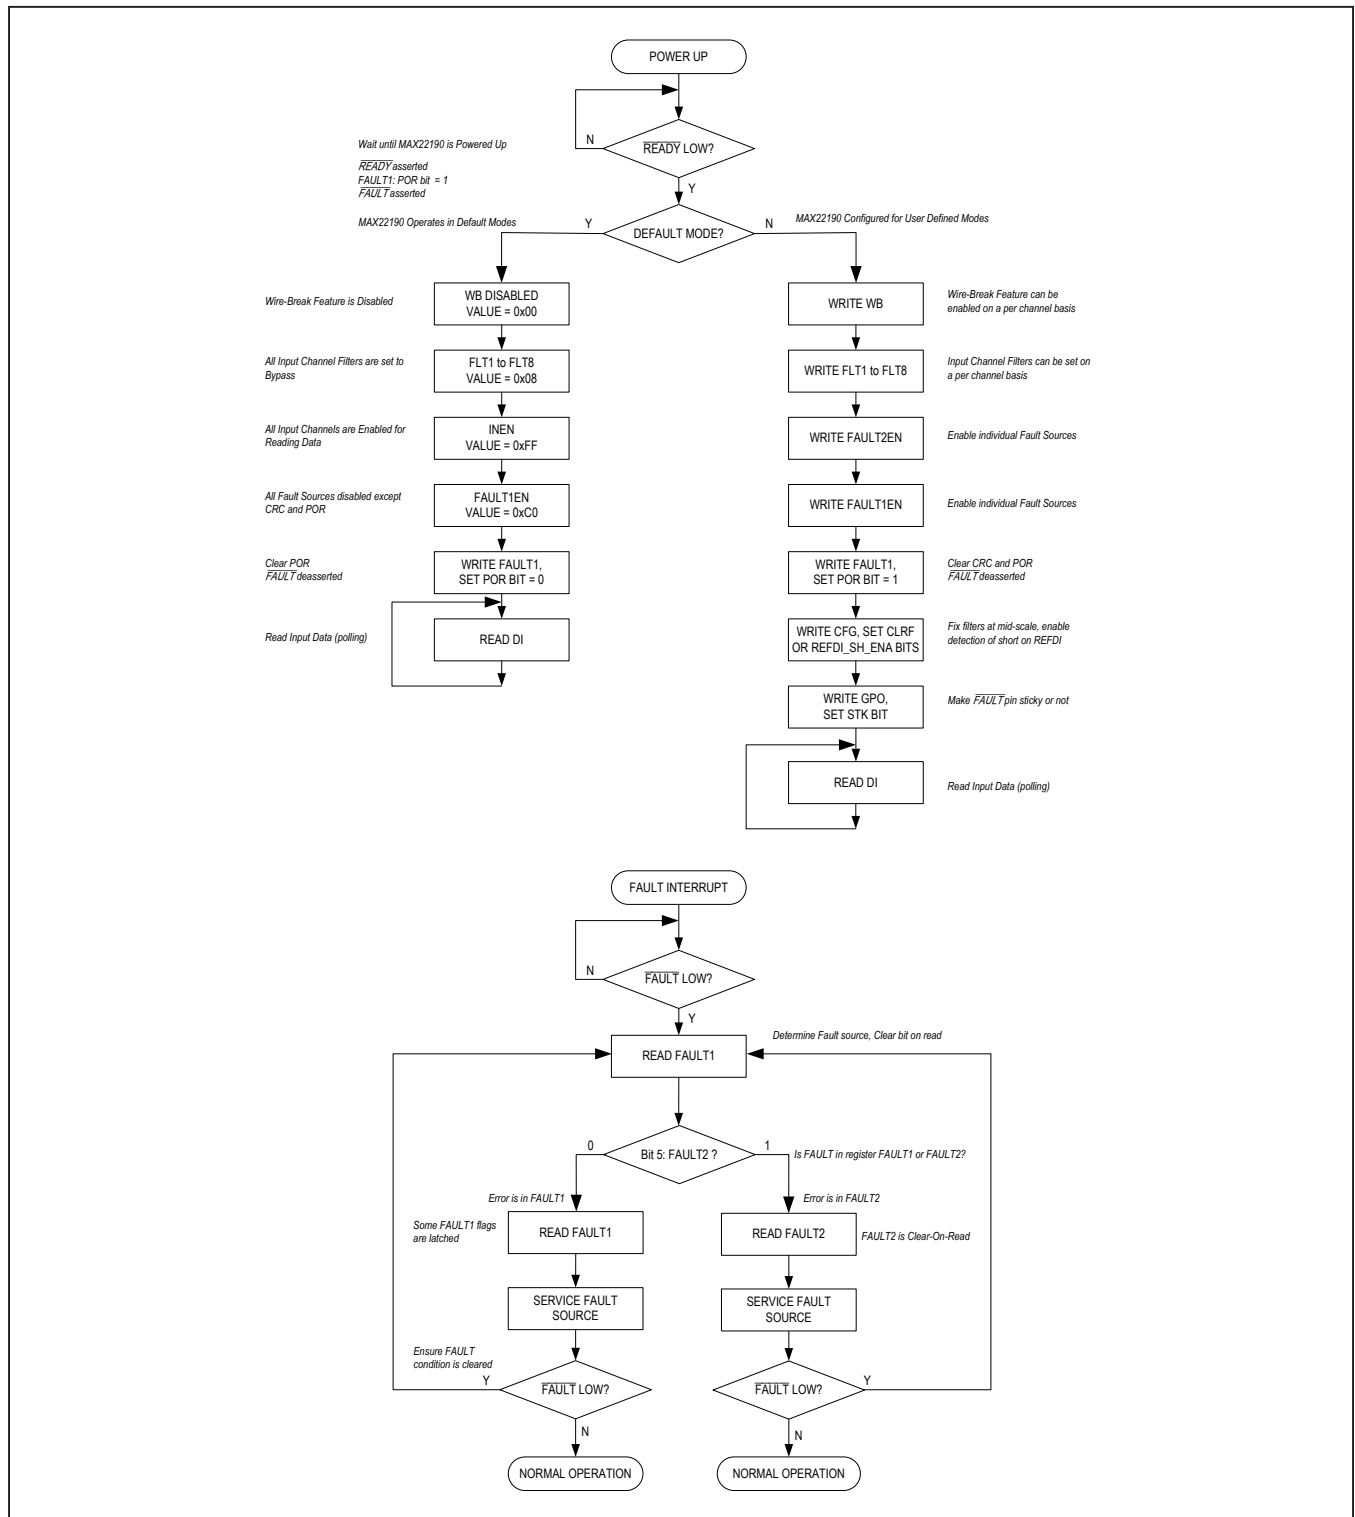 POWER UP
N
READY LOW?
Wait until MAX22190 is Powered Up
READY asserted
FAULT1: POR bit = 1
FAULT asserted
Y
MAX22190 Operates in Default Modes
Y
DEFAULT MODE?
N
MAX22190 Configured for User Defined Modes
Wire-Break Feature is Disabled
WB DISABLED
VALUE = 0x00
WRITE WB
Wire-Break Feature can be
enabled on a per channel basis
All Input Channel Filters are set to
Bypass
FLT1 to FLT8
VALUE = 0x08
WRITE FLT1 to FLT8
Input Channel Filters can be set on
a per channel basis
All Input Channels are Enabled for
Reading Data
INEN
VALUE = 0xFF
WRITE FAULT2EN
Enable individual Fault Sources
All Fault Sources disabled except
CRC and POR
FAULT1EN
VALUE = 0xC0
WRITE FAULT1EN
Enable individual Fault Sources
Clear POR
FAULT deasserted
WRITE FAULT1,
SET POR BIT = 0
WRITE FAULT1,
SET POR BIT = 1
Clear CRC and POR
FAULT deasserted
Read Input Data (polling)
READ DI
WRITE CFG, SET CLRF
OR REFDI_SH_ENA BITS
Fix filters at mid-scale, enable
detection of short on REFDI
WRITE GPO,
SET STK BIT
Make FAULT pin sticky or not
READ DI
Read Input Data (polling)
FAULT INTERRUPT
N
FAULT LOW?
Y
READ FAULT1
Determine Fault source, Clear bit on read
0
Bit 5: FAULT2 ?
1
Is FAULT in register FAULT1 or FAULT2?
Error is in FAULT1
Error is in FAULT2
Some FAULT1 flags
are latched
READ FAULT1
READ FAULT2
FAULT2 is Clear-On-Read
SERVICE FAULT
SOURCE
SERVICE FAULT
SOURCE
Ensure FAULT
condition is cleared
Y
FAULT LOW?
FAULT LOW?
Y
N
N
NORMAL OPERATION
NORMAL OPERATION